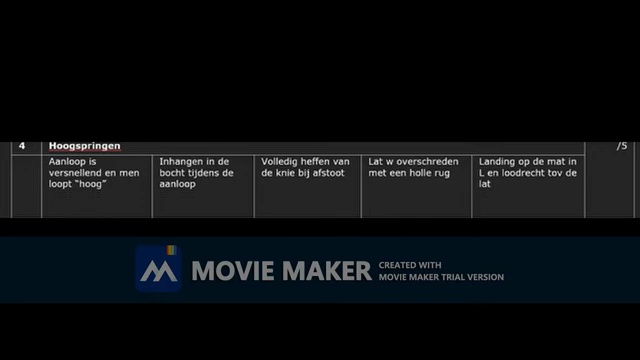 4 Hoogspringen /5
Aanloop is
versnellend en men
loopt “hoog”
Inhangen in de
bocht tijdens de
aanloop
Volledig heffen van
de knie bij afstoot
Lat w overschreden
met een holle rug
Landing op de mat in
L en loodrecht tov de
lat
MOVIE MAKER
CREATED WITH
MOVIE MAKER TRIAL VERSION